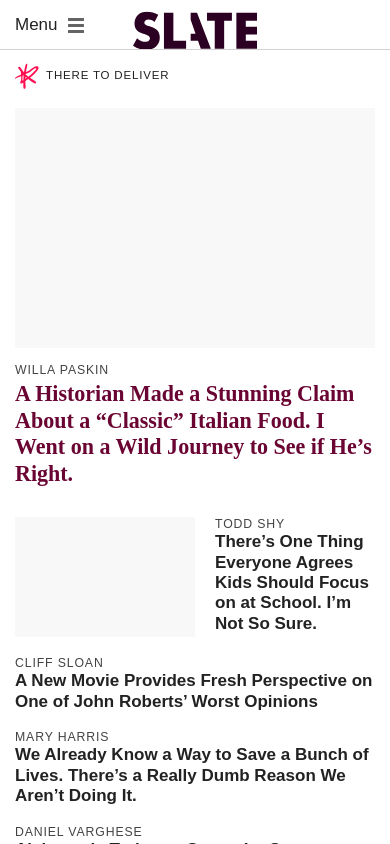 Menu
SLATE
THERE TO DELIVER
WILLA PASKIN
A Historian Made a Stunning Claim
About a “Classic” Italian Food. I
Went on a Wild Journey to See if He’s
Right.
TODD SHY
There’s One Thing
Everyone Agrees
Kids Should Focus
on at School. I’m
Not So Sure.
CLIFF SLOAN
A New Movie Provides Fresh Perspective on
One of John Roberts’ Worst Opinions
MARY HARRIS
We Already Know a Way to Save a Bunch of
Lives. There’s a Really Dumb Reason We
Aren’t Doing It.
DANIEL VARGHESE